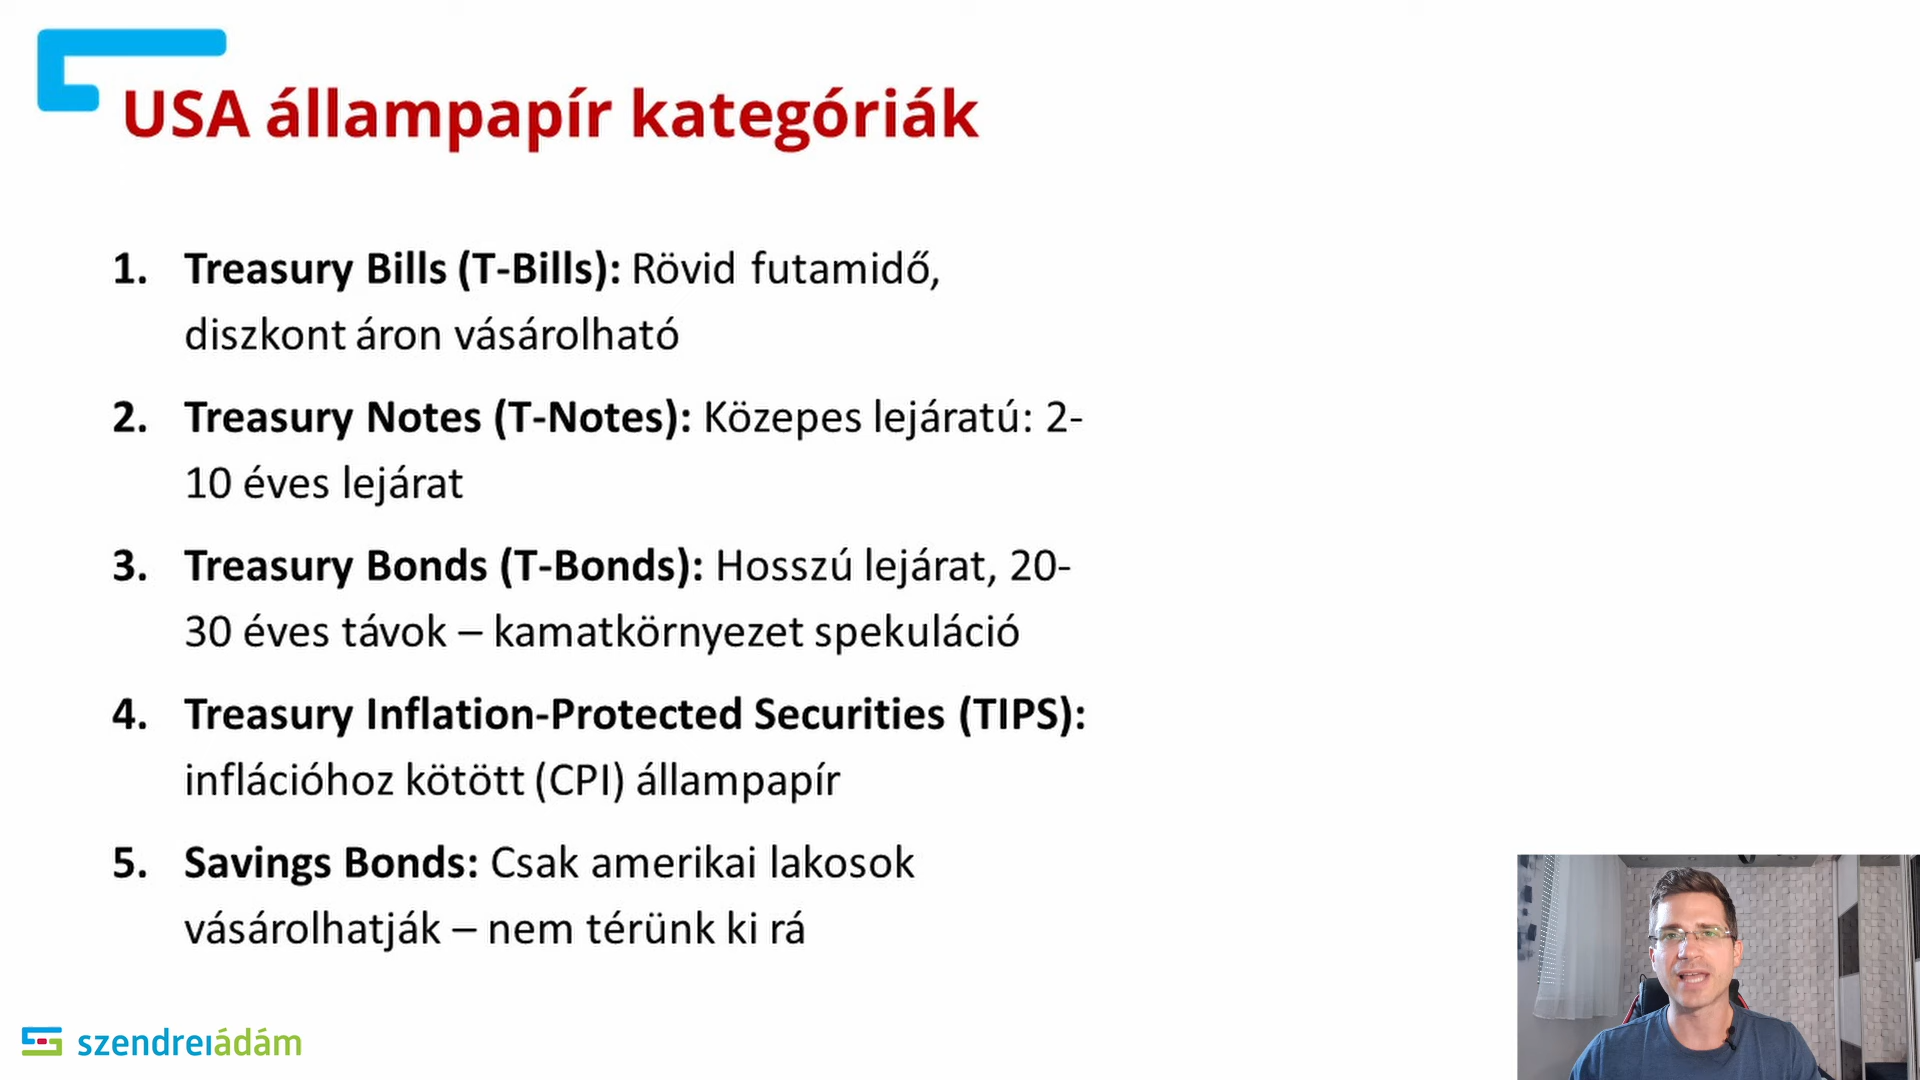 USA állampapír kategóriák
1. Treasury Bills (T-Bills): Rövid futamidő,
diszkont áron vásárolható
2. Treasury Notes (T-Notes): Közepes lejáratú: 2-
10 éves lejárat
3. Treasury Bonds (T-Bonds): Hosszú lejárat, 20-
30 éves távok – kamatkörnyezet spekuláció
4. Treasury Inflation-Protected Securities (TIPS):
inflációhoz kötött (CPI) állampapír
5. Savings Bonds: Csak amerikai lakosok
vásárolhatják – nem térünk ki rá
szendreiádám